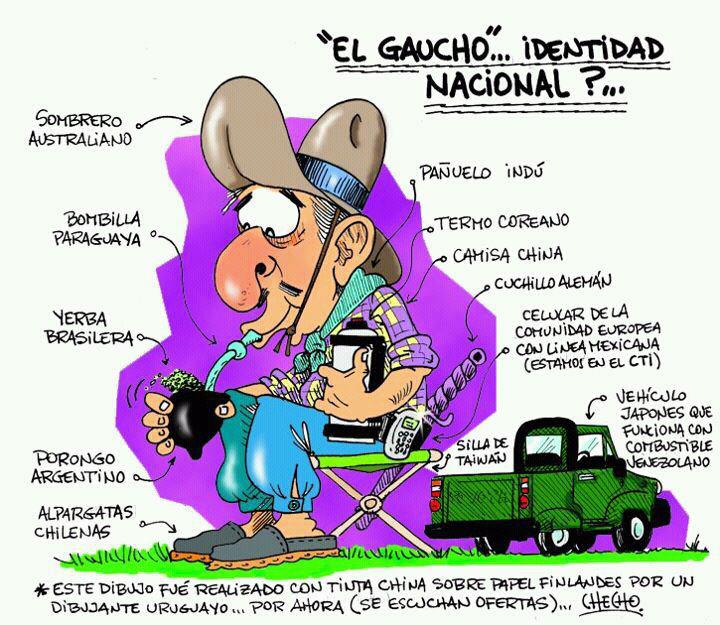 "EL GAUCHO"... IDENTIDAD
NACIONAL ?...
SOMBRERO
AUSTRALIANO
PAÑUELO INDÚ
BOMBILLA
PARAGUAYA
TERMO COREANO
CAMISA CHINA
CUCHILLO ALEMÁN
YERBA
BRASILERA
CELULAR DE LA
COMUNIDAD EUROPEA
CON LINEA MEXICANA
(ESTAMOS EN EL CTI)
VEHÍCULO
JAPONES QUE
FUNCIONA CON
COMBUSTIBLE
VENEZOLANO
SILLA DE
TAIWÁN
PORONGO
ARGENTINO
ALPARGATAS
CHILENAS
* ESTE DIBUJO FUÉ REALIZADO CON TINTA CHINA SOBRE PAPEL FINLANDES POR UN
DIBUJANTE URUGUAYO... POR AHORA (SE ESCUCHAN OFERTAS)... CHECHO.